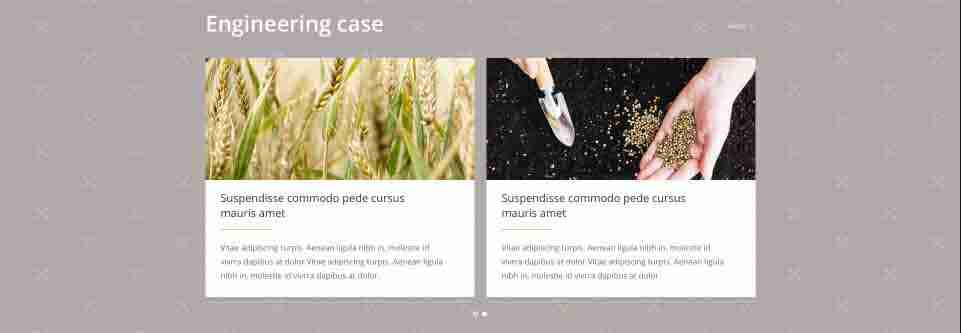 Engineering case
Suspendisse commodo pede cursus
mauris amet
Vitae adipiscing turpis. Aenean ligula nibh in, molestie id
viverra dapibus at dolor Vitae adipiscing turpis. Aenean ligula
nibh in, molestie id viverra dapibus at dolor.
Suspendisse commodo pede cursus
mauris amet
Vitae adipiscing turpis. Aenean ligula nibh in, molestie id
viverra dapibus at dolor Vitae adipiscing turpis. Aenean ligula
nibh in, molestie id viverra dapibus at dolor